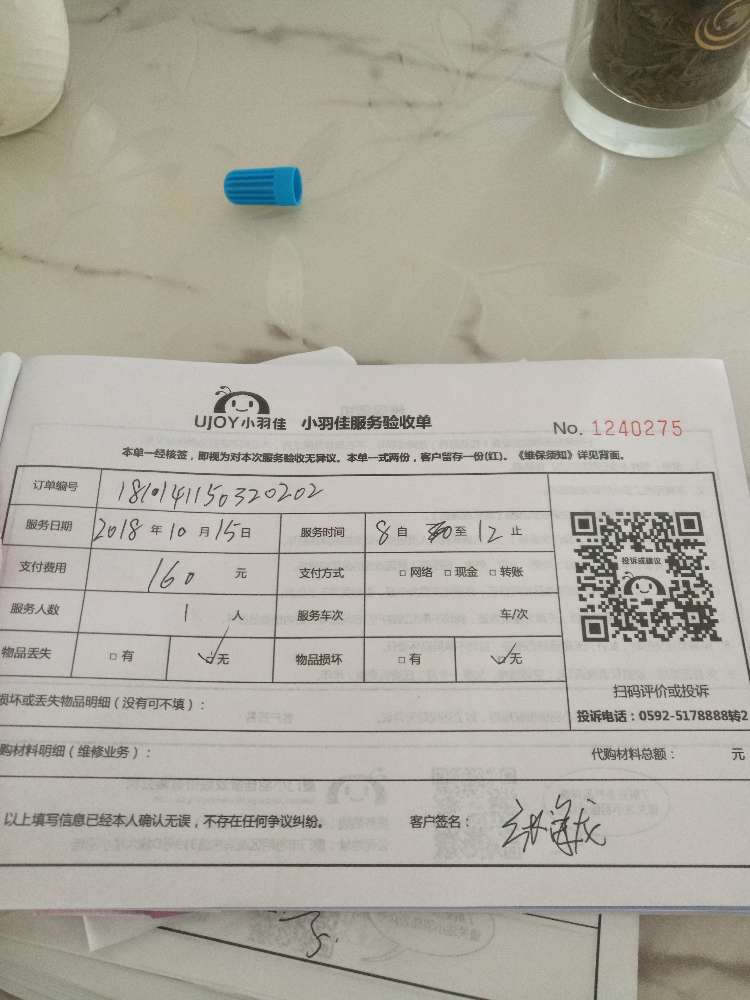 UJOY小羽佳 小羽佳服务验收单
No. 1240275
本单一经核签，即视为对本次服务验收无异议。本单一式两份，客户留存一份(红)。《维保须知》详见背面。
订单编号 1810141150320202
服务日期 2018 年 10 月 15 日 服务时间 8 自 至 12 止
支付费用 160 元 支付方式 □ 网络 □ 现金 □ 转账
服务人数 1 人 服务车次 车/次
物品丢失 □ 有 ☑ 无 物品损坏 □ 有 ☑ 无
投诉或建议
扫码评价或投诉
投诉电话：0592-5178888转2
损坏或丢失物品明细（没有可不填）：
购材料明细（维修业务）： 代购材料总额： 元
以上填写信息已经本人确认无误，不存在任何争议纠纷。 客户签名：